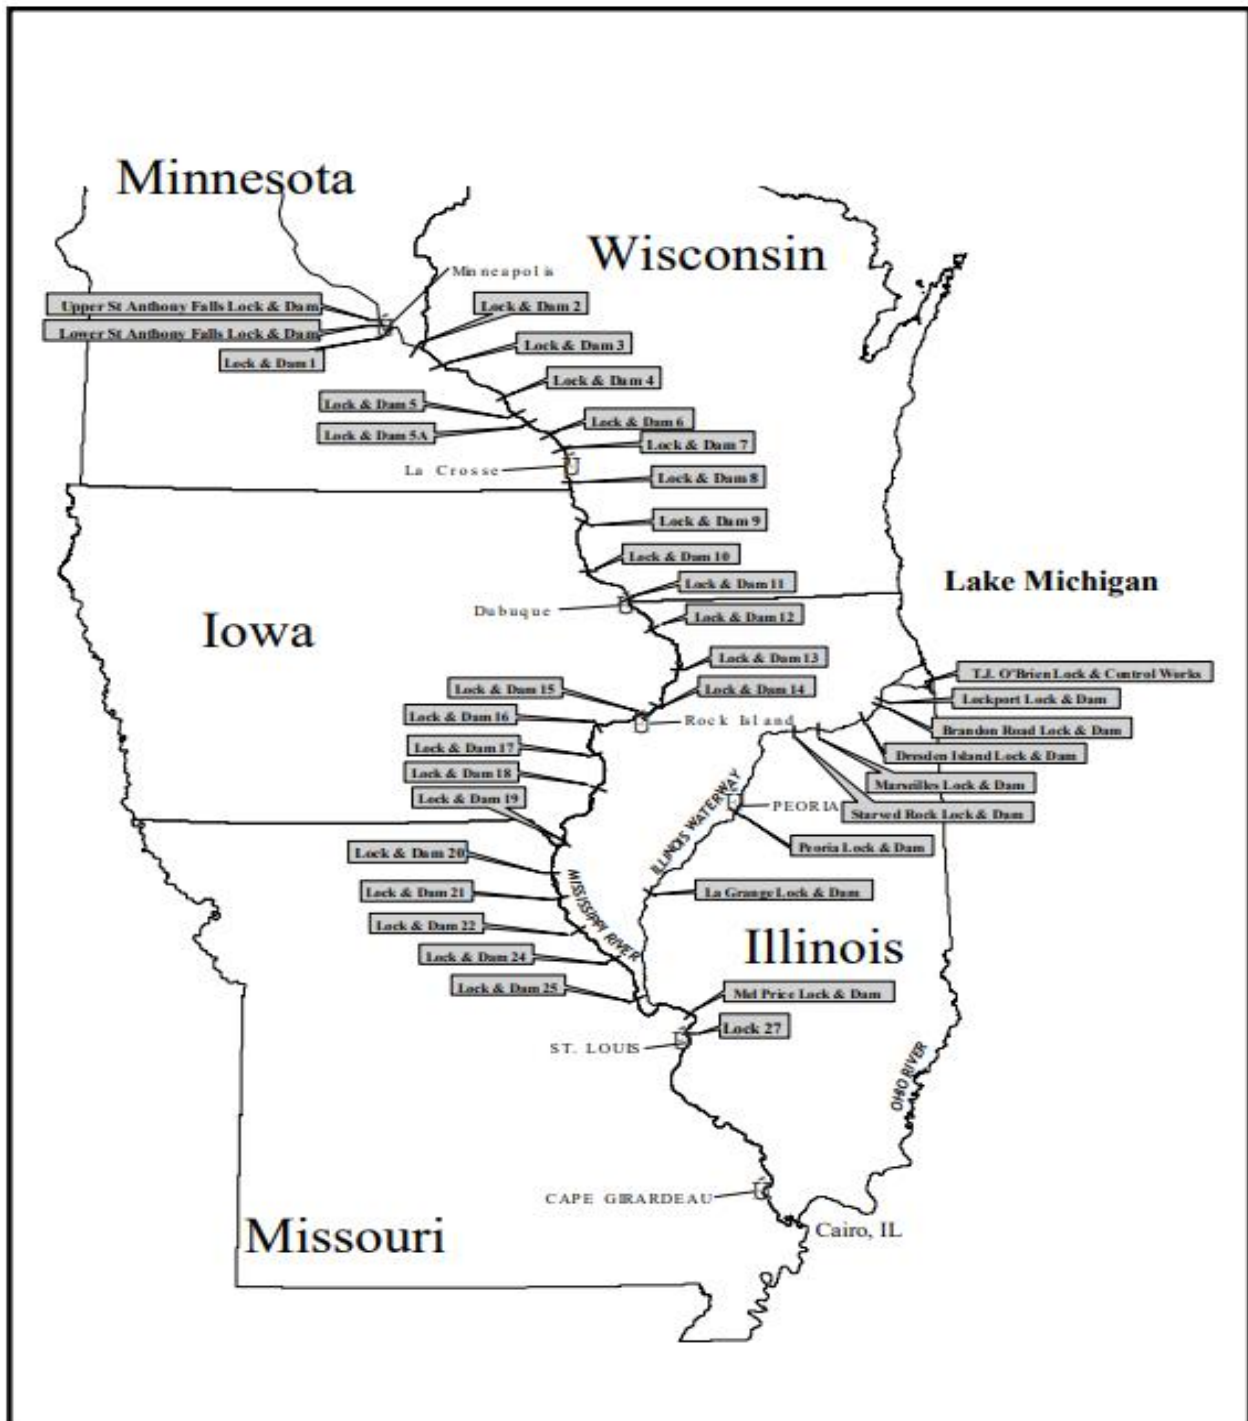 Minnesota
Wisconsin
Minneapolis
Upper St Anthony Falls Lock & Dam
Lock & Dam 2
Lower St Anthony Falls Lock & Dam
Lock & Dam 1
Lock & Dam 3
Lock & Dam 4
Lock & Dam 5
Lock & Dam 6
Lock & Dam 5A
Lock & Dam 7
La Crosse
Lock & Dam 8
Lock & Dam 9
Lock & Dam 10
Lock & Dam 11
Lake Michigan
Dubuque
Lock & Dam 12
Iowa
Lock & Dam 13
T.J. O"Brien Lock & Control Works
Lock & Dam 15
Lock & Dam 14
Lockport Lock & Dam
Lock & Dam 16
Rock Island
Brandon Road Lock & Dam
Lock & Dam 17
Dresden Island Lock & Dam
Lock & Dam 18
Marseilles Lock & Dam
Lock & Dam 19
PEORIA
Starved Rock Lock & Dam
ILLINOIS WATERWAY
Peoria Lock & Dam
Lock & Dam 20
Lock & Dam 21
La Grange Lock & Dam
MISSISSIPPI RIVER
Lock & Dam 22
Illinois
Lock & Dam 24
Lock & Dam 25
Mel Price Lock & Dam
Lock 27
ST. LOUIS
OHIO RIVER
CAPE GIRARDEAU
Cairo, IL
Missouri